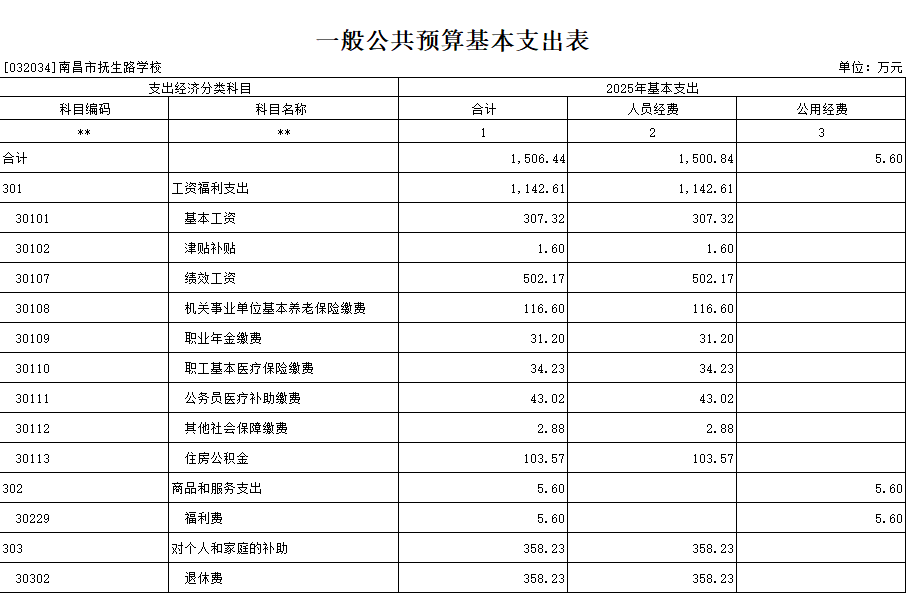 一般公共预算基本支出表
[032034]南昌市抚生路学校 单位：万元
支出经济分类科目 2025年基本支出
科目编码 科目名称 合计 人员经费 公用经费
** ** 1 2 3
合计 1,506.44 1,500.84 5.60
301 工资福利支出 1,142.61 1,142.61
30101 基本工资 307.32 307.32
30102 津贴补贴 1.60 1.60
30107 绩效工资 502.17 502.17
30108 机关事业单位基本养老保险缴费 116.60 116.60
30109 职业年金缴费 31.20 31.20
30110 职工基本医疗保险缴费 34.23 34.23
30111 公务员医疗补助缴费 43.02 43.02
30112 其他社会保障缴费 2.88 2.88
30113 住房公积金 103.57 103.57
302 商品和服务支出 5.60 5.60
30229 福利费 5.60 5.60
303 对个人和家庭的补助 358.23 358.23
30302 退休费 358.23 358.23